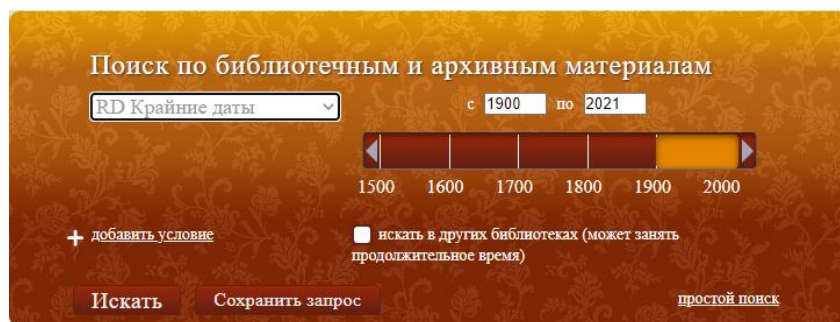 Поиск по библиотечным и архивным материалам
RD Крайние даты с 1900 по 2021
1500 1600 1700 1800 1900 2000
добавить условие
искать в других библиотеках (может занять
продолжительное время)
Искать Сохранить запрос простой поиск